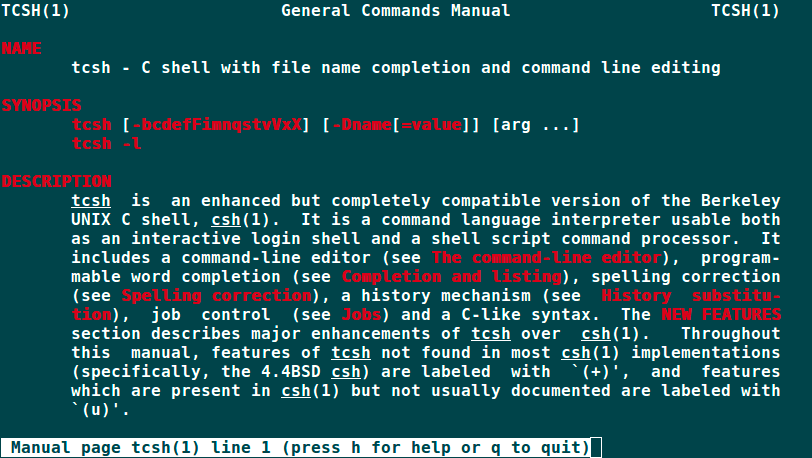 TCSH(1) General Commands Manual TCSH(1)
NAME
tcsh - C shell with file name completion and command line editing
SYNOPSIS
tcsh [-bcdefFimnqstvVxX] [-Dname[=value]] [arg ...]
tcsh -l
DESCRIPTION
tcsh is an enhanced but completely compatible version of the Berkeley
UNIX C shell, csh(1). It is a command language interpreter usable both
as an interactive login shell and a shell script command processor. It
includes a command-line editor (see The command-line editor), program-
mable word completion (see Completion and listing), spelling correction
(see Spelling correction), a history mechanism (see History substitu-
tion), job control (see Jobs) and a C-like syntax. The NEW FEATURES
section describes major enhancements of tcsh over csh(1). Throughout
this manual, features of tcsh not found in most csh(1) implementations
(specifically, the 4.4BSD csh) are labeled with `(+)', and features
which are present in csh(1) but not usually documented are labeled with
`(u)'.
Manual page tcsh(1) line 1 (press h for help or q to quit)